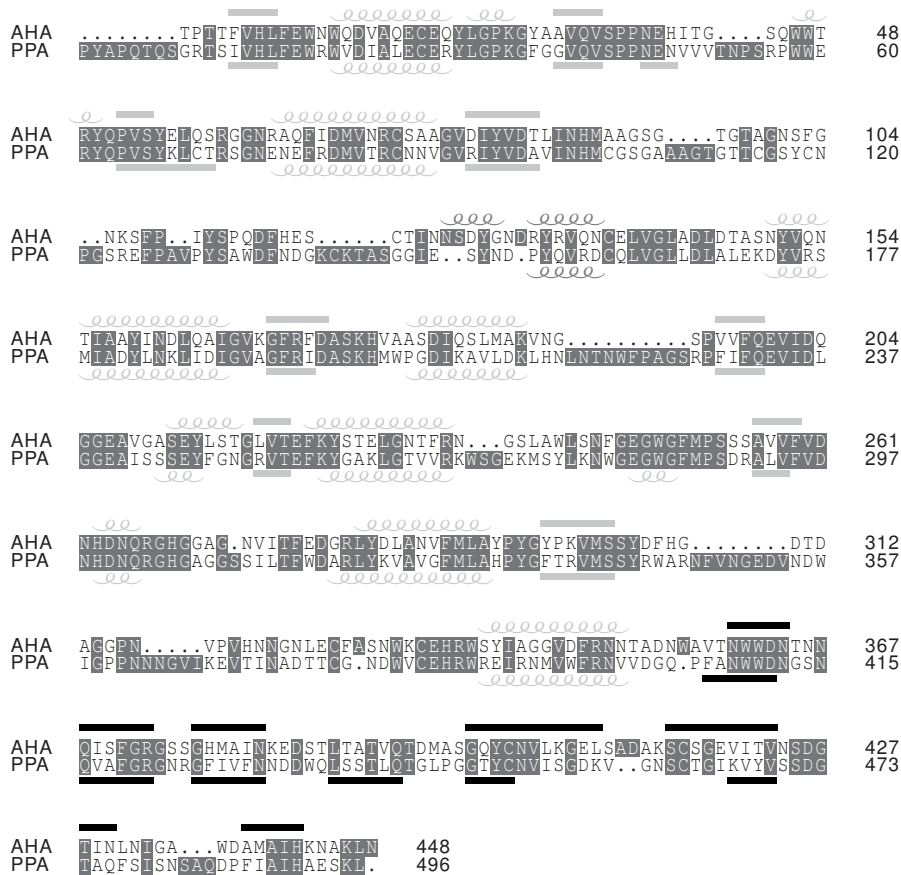 AHA ........TPTTFVHLFEWNWQDVAQECEQYLGPKGYAAVQVSPPNEHITG....SQWWT 48
PPA PYAPQTQSGRTSIVHLFEWRWVDIALECERYLGPKGFGGVQVSPPNENVVVTNPSRPWWE 60
AHA RYQPVSYELQSRGGNRAQFIDMVNRCSAAGVDIYVDTLINHMAAGSG....TGTAGNSFG 104
PPA RYQPVSYKLCTRSGNENEFRDMVTRCNNVGVRIYVDAVINHMCGSGAAAGTGTTCGSYCN 120
AHA ..NKSFP..IYSPQDFHES......CTINNSDYGNDRYRVQNCELVGLADLDTASNYVQN 154
PPA PGSREFPAVPYSAWDFNDGKCKTASGGIE..SYND.PYQVRDCQLVGLLDLALEKDYVRS 177
AHA TIAAYINDLQAIGVKGFRFDASKHVAASDIQSLMAKVNG..........SPVVFQEVIDQ 204
PPA MIADYLNKLIDIGVAGFRIDASKHMWPGDIKAVLDKLHNLNTNWFPAGSRPFIFQEVIDL 237
AHA GGEAVGASEYLSTGLVTEFKYSTELGNTFRN...GSLAWLSNFGEGWGFMPSSSAVVFVD 261
PPA GGEAISSSEYFGNGRVTEFKYGAKLGTVVRKWSGEKMSYLKNWGEGWGFMPSDRALVFVD 297
AHA NHDNQRGHGGAG.NVITFEDGRLYDLANVFMLAYPYGYPKVMSSYDFHG........DTD 312
PPA NHDNQRGHGAGGSSILTFWDARLYKVAVGFMLAHPYGFTRVMSSYRWARNFVNGEDVNDW 357
AHA AGGPN.....VPVHNNGNLECFASNWKCEHRWSYIAGGVDFRNNTADNWAVTNWWDNTNN 367
PPA IGPPNNNGVIKEVTINADTTCG.NDWVCEHRWREIRNMVWFRNVVDGQ.PFANWWDNGSN 415
AHA QISFGRGSSGHMAINKEDSTLTATVQTDMASGQYCNVLKGELSADAKSCSGEVITVNSDG 427
PPA QVAFGRGNRGFIVFNNDDWQLSSTLQTGLPGGTYCNVISGDKV..GNSCTGIKVYVSSDG 473
AHA TINLNIGA...WDAMAIHKNAKLN 448
PPA TAQFSISNSAQDPFIAIHAESKL. 496